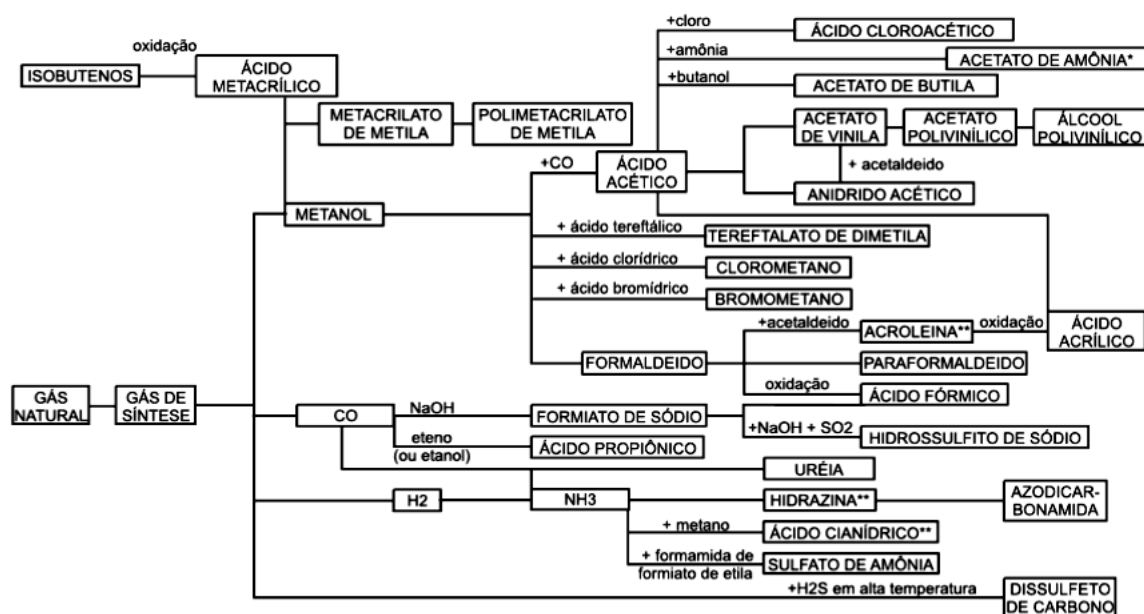 +cloro
ÁCIDO CLOROACÉTICO
oxidação
+amônia
ISOBUTENOS
ÁCIDO
METACRÍLICO
ACETATO DE AMÔNIA*
+butanol
ACETATO DE BUTILA
METACRILATO
DE METILA
POLIMETACRILATO
DE METILA
ACETATO
DE VINILA
ACETATO
POLIVINÍLICO
ÁLCOOL
POLIVINÍLICO
+CO
ÁCIDO
ACÉTICO
+ acetaldeido
ANIDRIDO ACÉTICO
METANOL
+ ácido tereftálico
TEREFTALATO DE DIMETILA
+ ácido clorídrico
CLOROMETANO
+ ácido bromídrico
BROMOMETANO
+acetaldeido
ACROLEINA**
oxidação
ÁCIDO
ACRÍLICO
FORMALDEIDO
PARAFORMALDEIDO
oxidação
ÁCIDO FÓRMICO
GÁS
NATURAL
GÁS DE
SÍNTESE
CO
NaOH
FORMIATO DE SÓDIO
+NaOH + SO2
HIDROSSULFITO DE SÓDIO
eteno
(ou etanol)
ÁCIDO PROPIÔNICO
URÉIA
H2
NH3
HIDRAZINA**
AZODICAR-
BONAMIDA
+ metano
ÁCIDO CIANÍDRICO**
+ formamida de
formiato de etila
SULFATO DE AMÔNIA
+H2S em alta temperatura
DISSULFETO
DE CARBONO